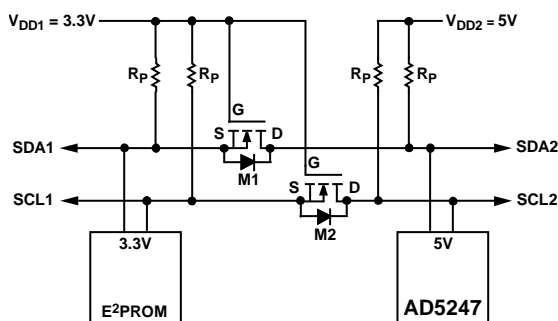 VDD1 = 3.3V
VDD2 = 5V
RP
RP
RP
RP
G
SDA1
S
D
SDA2
M1
G
SCL1
S
D
SCL2
M2
3.3V
5V
E²PROM
AD5247